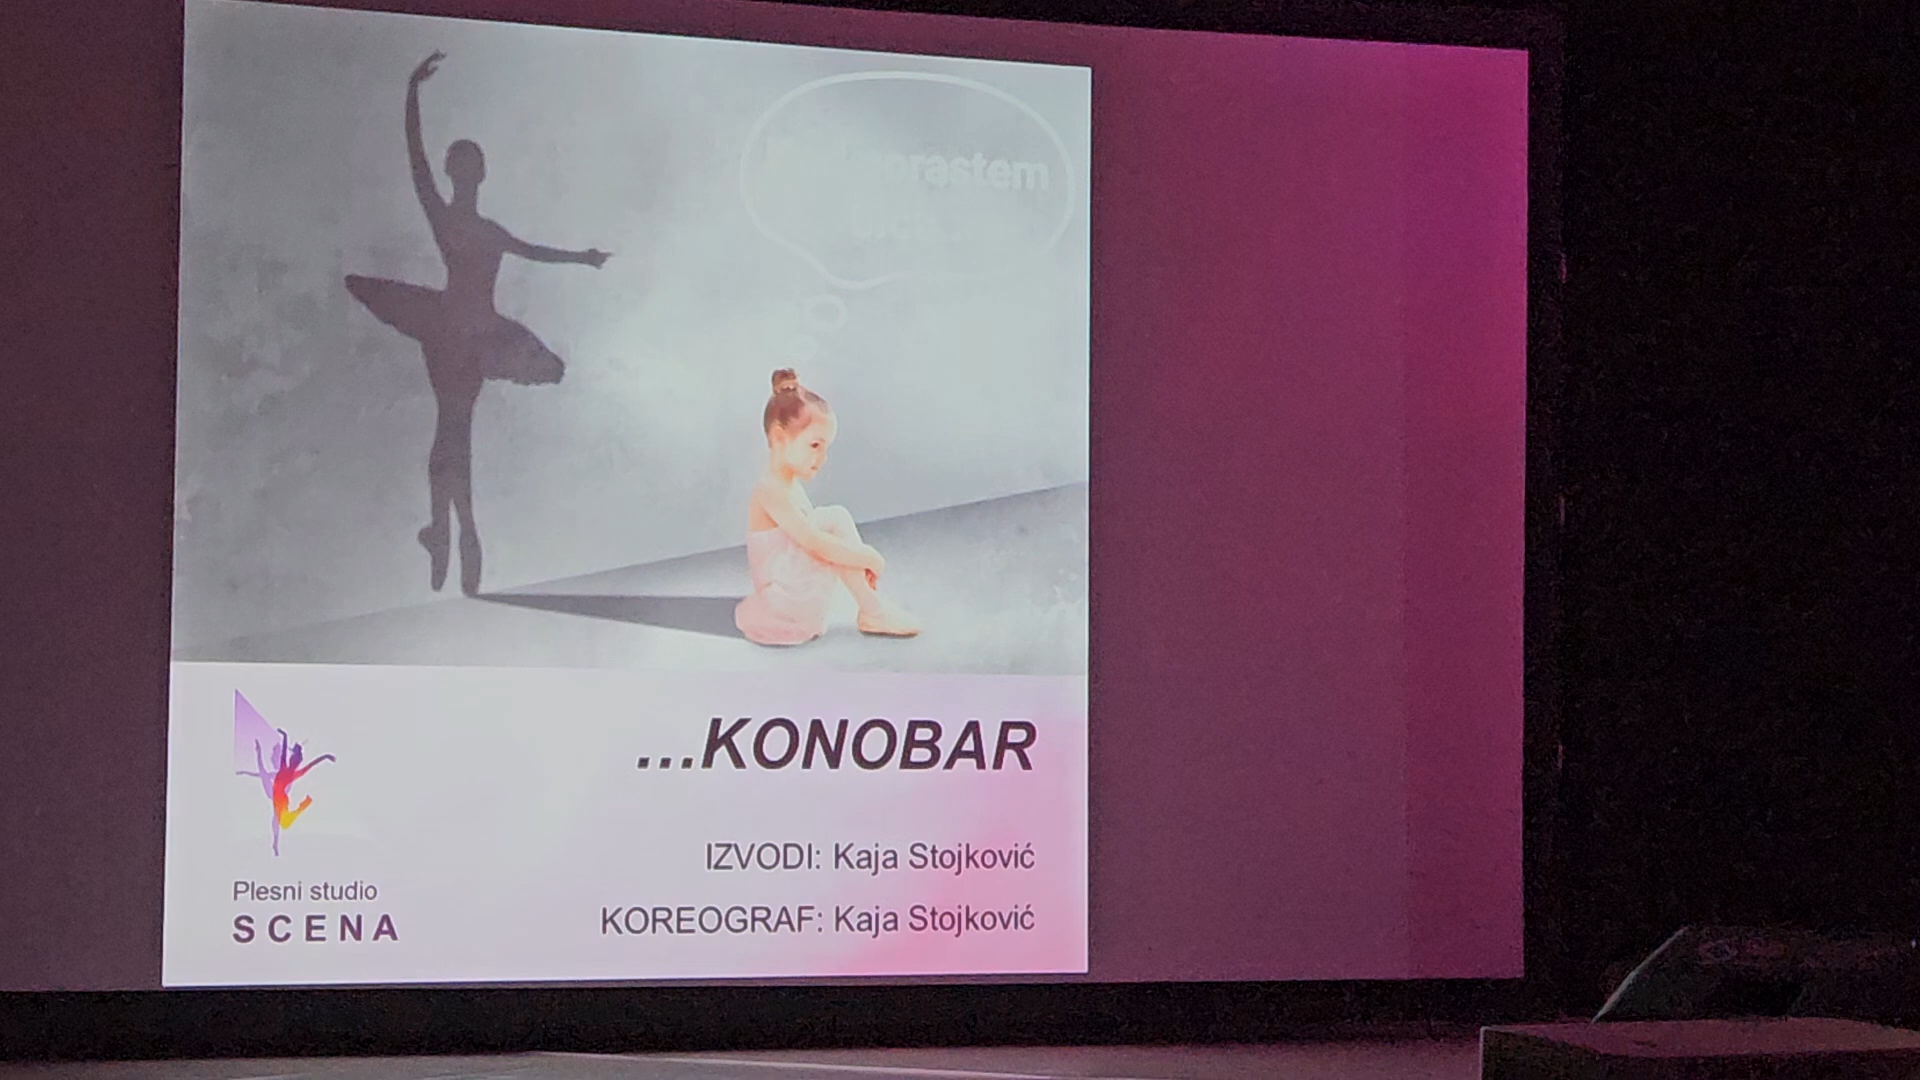 ...KONOBAR
IZVODI: Kaja Stojković
KOREOGRAF: Kaja Stojković
Plesni studio
SCENA